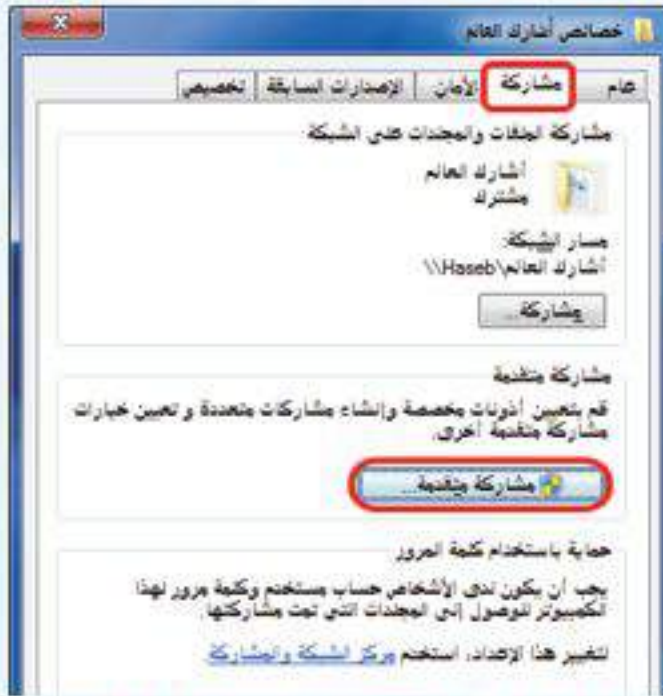 خصائص أشارك العالم
عام مشاركة الأمان الإصدارات السابقة تخصيص
مشاركة الملفات والمجلدات على الشبكة
أشارك العالم
مشترك
مسار الشبكة:
\\Haseb\أشارك العالم
مشاركة...
مشاركة متقدمة
قم بتعيين أذونات مخصصة وإنشاء مشاركات متعددة و تعيين خيارات
مشاركة متقدمة أخرى.
مشاركة متقدمة...
حماية باستخدام كلمة المرور
يجب أن يكون لدى الأشخاص حساب مستخدم وكلمة مرور لهذا
الكمبيوتر للوصول إلى المجلدات التي تمت مشاركتها.
لتغيير هذا الإعداد، استخدم مركز الشبكة والمشاركة.